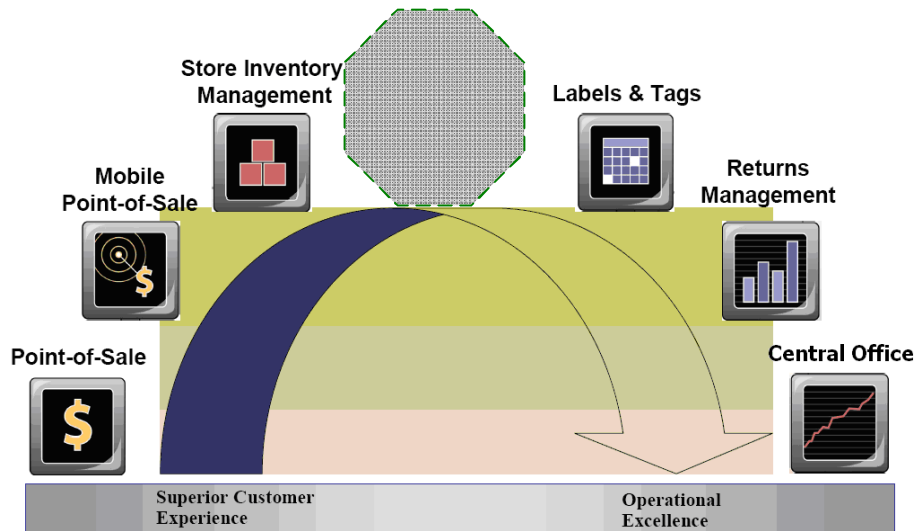 Store Inventory
Management
Labels & Tags
Mobile
Point-of-Sale
Returns
Management
Point-of-Sale
$
$
Central Office
Superior Customer
Experience
Operational
Excellence